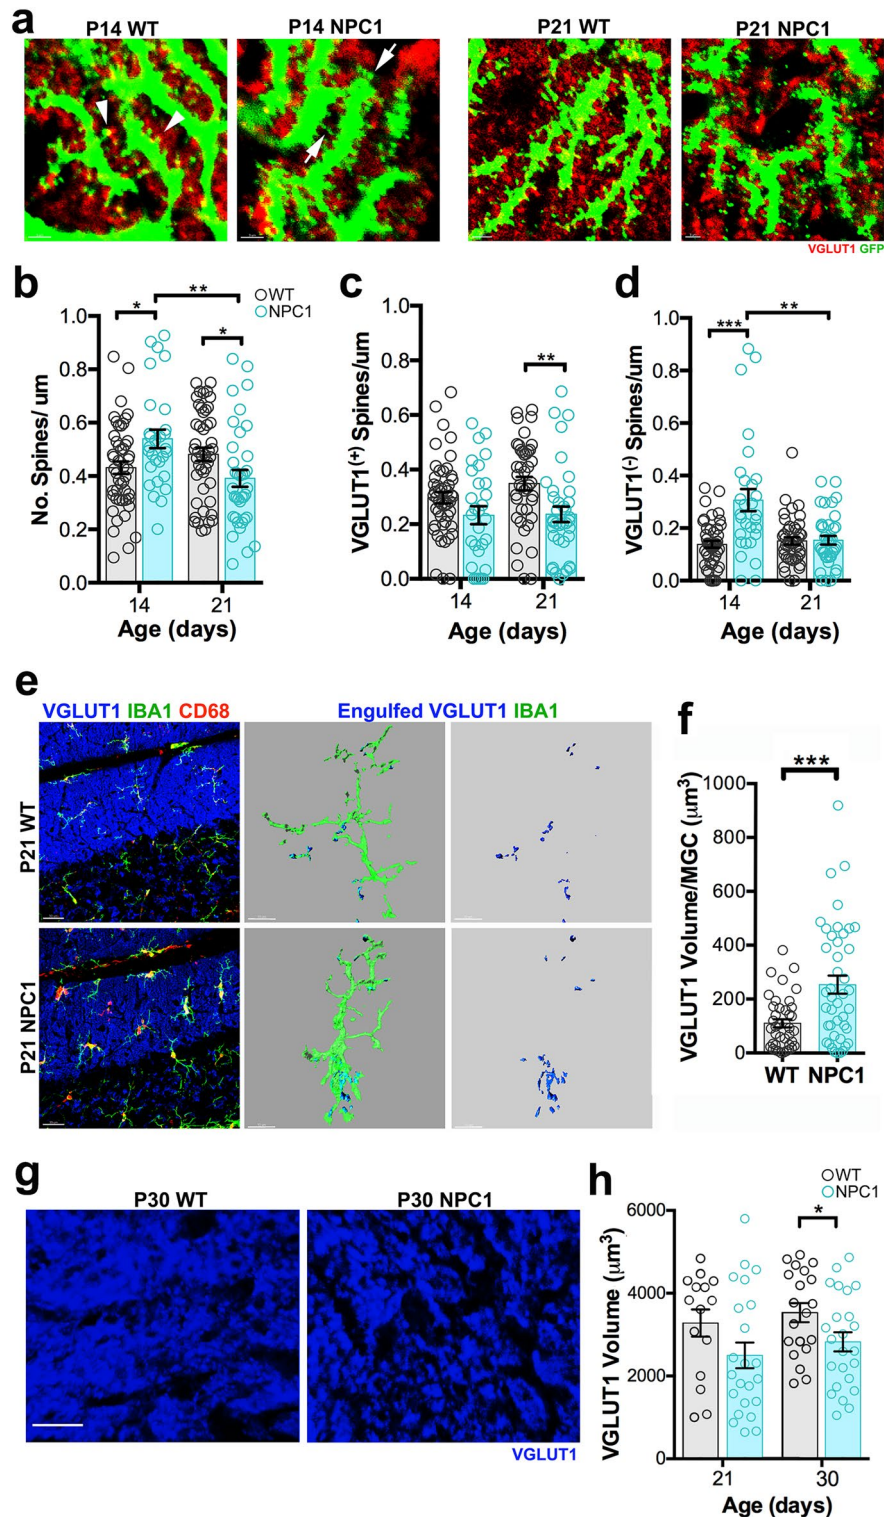 a
P14 WT P14 NPC1 P21 WT P21 NPC1
VGLUT1 GFP
b
WT
NPC1
* ** *
No. Spines/ um
1.0
0.8
0.6
0.4
0.2
0.0
14 21
Age (days)
c
**
VGLUT1(+) Spines/um
1.0
0.8
0.6
0.4
0.2
0.0
14 21
Age (days)
d
*** **
VGLUT1(-) Spines/um
1.0
0.8
0.6
0.4
0.2
0.0
14 21
Age (days)
e
VGLUT1 IBA1 CD68 Engulfed VGLUT1 IBA1
P21 WT
P21 NPC1
f
***
VGLUT1 Volume/MGC (μm3)
1000
800
600
400
200
0
WT NPC1
g
P30 WT P30 NPC1
VGLUT1
h
WT
NPC1
*
VGLUT1 Volume (μm3)
6000
4000
2000
0
21 30
Age (days)